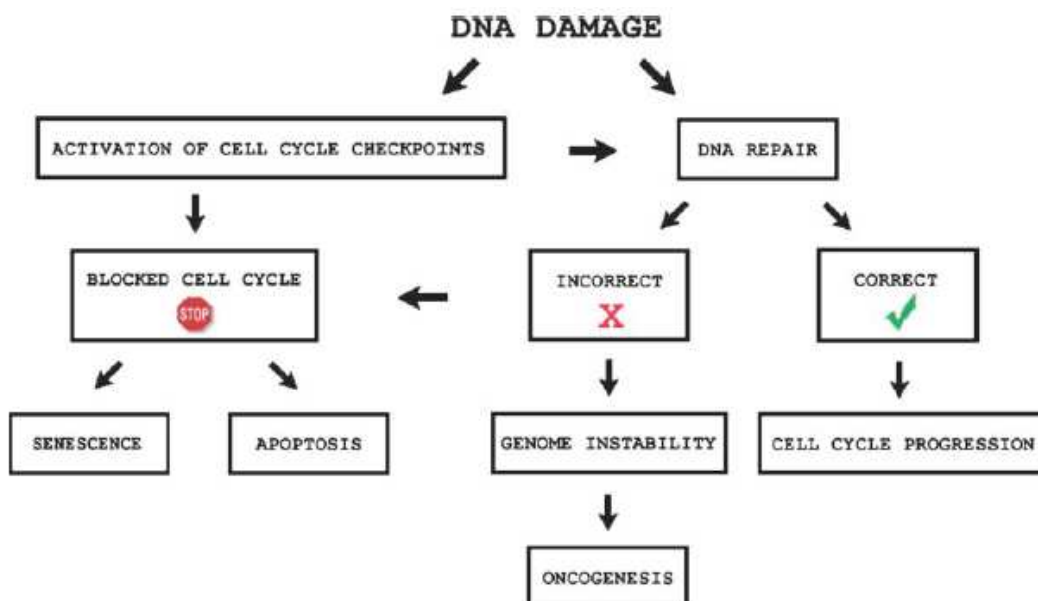 DNA DAMAGE
ACTIVATION OF CELL CYCLE CHECKPOINTS
DNA REPAIR
BLOCKED CELL CYCLE
STOP
INCORRECT
X
CORRECT
SENESCENCE
APOPTOSIS
GENOME INSTABILITY
CELL CYCLE PROGRESSION
ONCOGENESIS